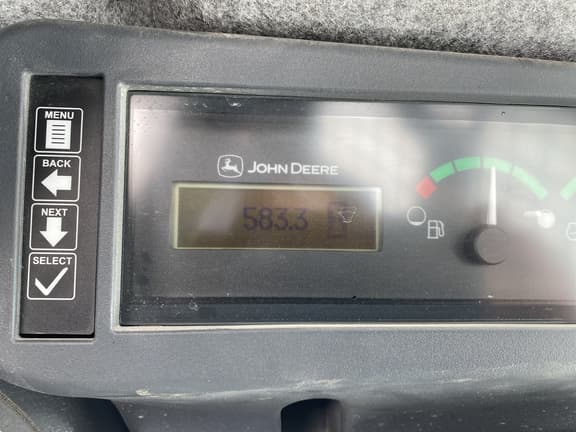 MENU
BACK
NEXT
SELECT
JOHN DEERE
583.3